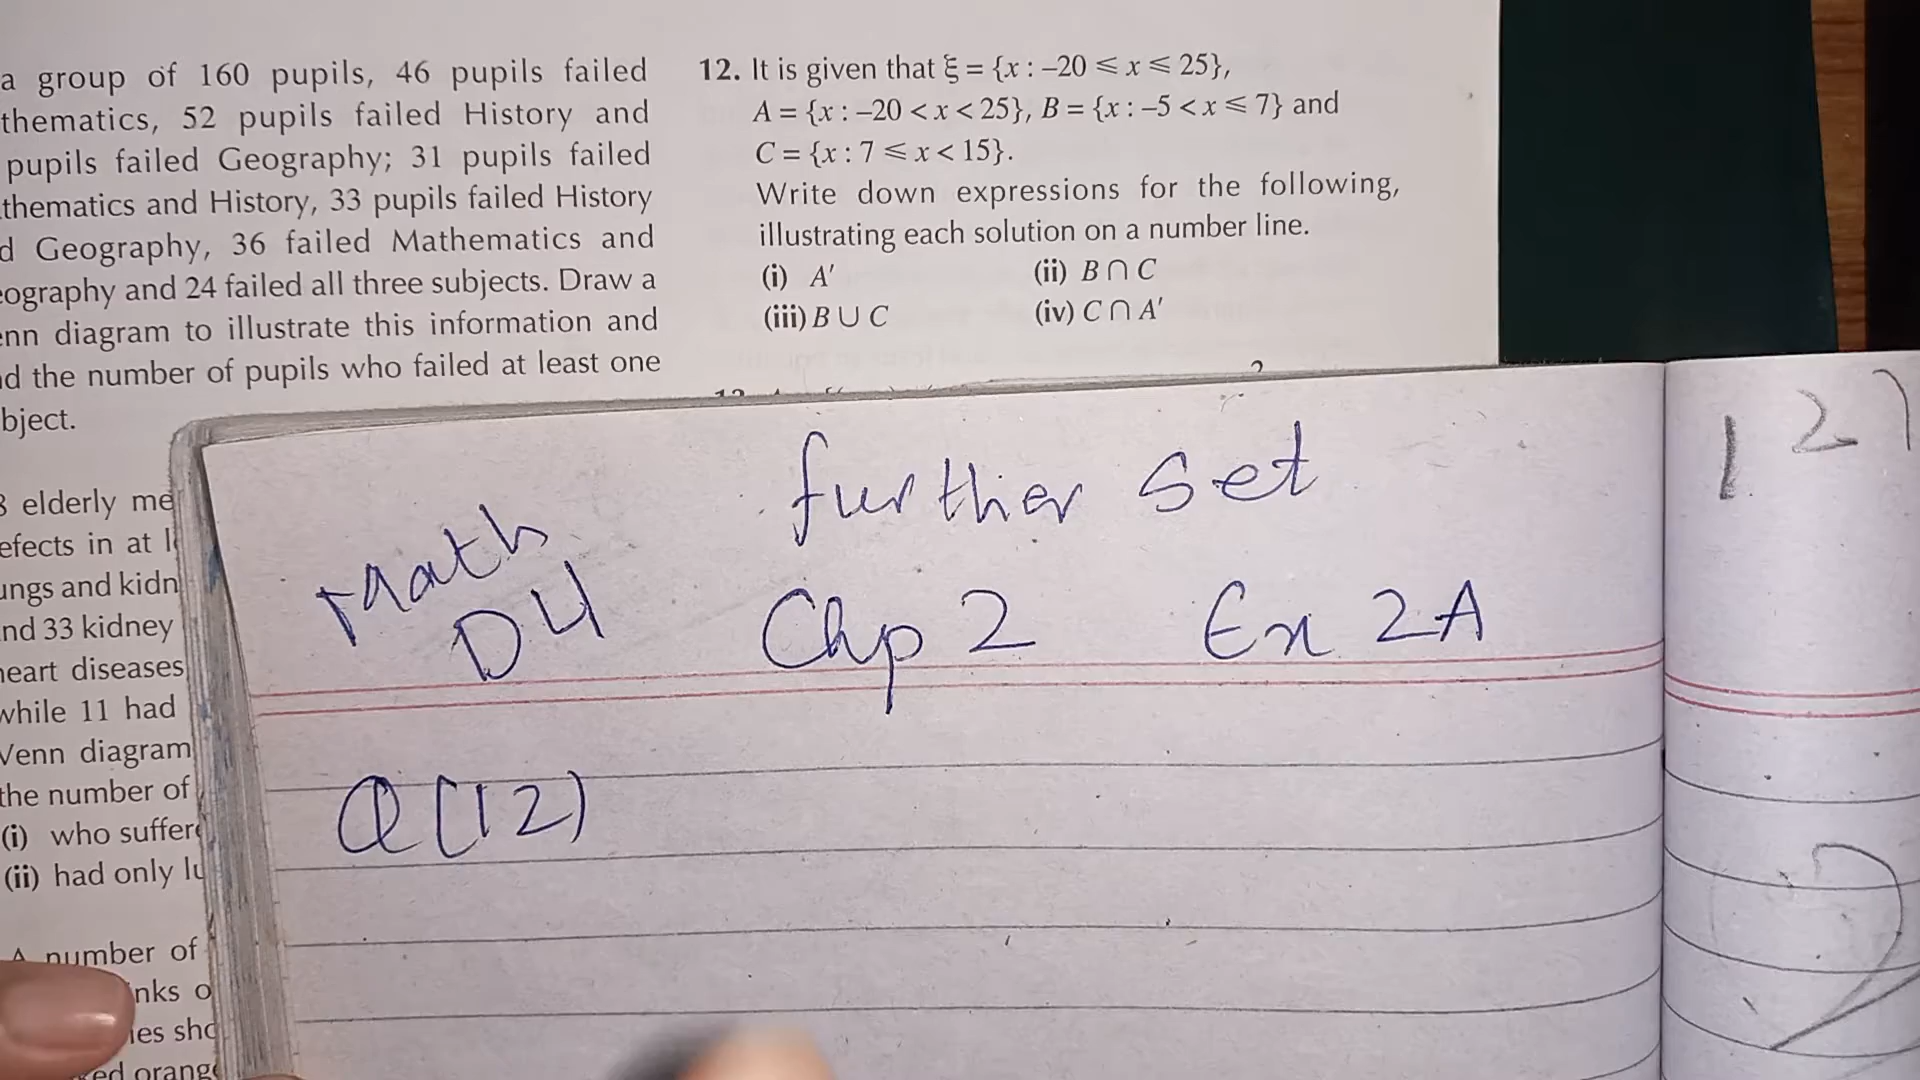 a group of 160 pupils, 46 pupils failed
thematics, 52 pupils failed History and
pupils failed Geography; 31 pupils failed
thematics and History, 33 pupils failed History
d Geography, 36 failed Mathematics and
eography and 24 failed all three subjects. Draw a
enn diagram to illustrate this information and
d the number of pupils who failed at least one
bject.
12. It is given that ξ = {x : –20 ⩽ x ⩽ 25},
A = {x : –20 < x < 25}, B = {x : –5 < x ⩽ 7} and
C = {x : 7 ⩽ x < 15}.
Write down expressions for the following,
illustrating each solution on a number line.
(i) A′ (ii) B ∩ C
(iii) B ∪ C (iv) C ∩ A′
3 elderly me
efects in at l
ungs and kidn
nd 33 kidney
heart diseases
while 11 had
Venn diagram
the number of
(i) who suffere
(ii) had only lu
A number of
nks o
ies sho
ed orange
further set
Math
D4 Chp 2 Ex 2A
Q(12)
12)